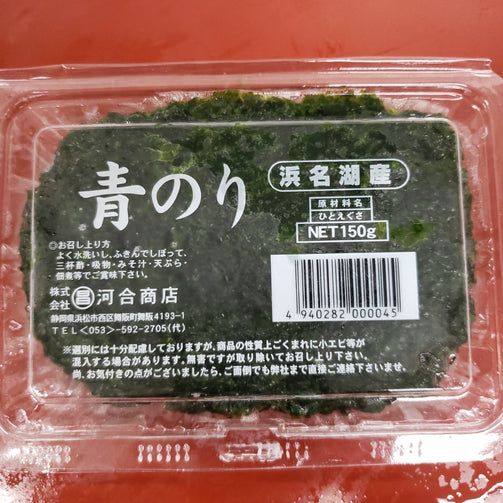 青のり
浜名湖産
原材料名
ひとえぐさ
NET150g
◎お召し上り方
よく水洗いし、ふきんでしぼって、
三杯酢・吸物・みそ汁・天ぷら・
佃煮等でご賞味下さい。
株式会社 昌 河合商店
静岡県浜松市西区舞阪町舞阪4193-1
TEL<053>-592-2705(代)
4 940282 000045
※選別には十分配慮しておりますが、商品の性質上ごくまれに小エビ等が
混入する場合があります。無害ですが取り除いてお召し上り下さい。
尚、お気付きの点がございましたら、ご面倒でも弊社まで直接ご連絡下さいませ。